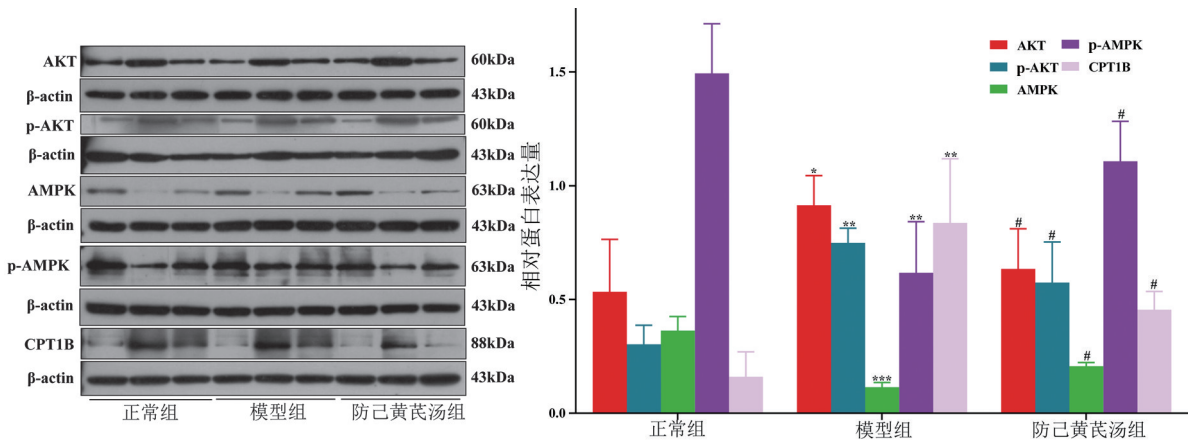 AKT 60kDa
β-actin 43kDa
p-AKT 60kDa
β-actin 43kDa
AMPK 63kDa
β-actin 43kDa
p-AMPK 63kDa
β-actin 43kDa
CPT1B 88kDa
β-actin 43kDa
正常组 模型组 防己黄芪汤组
相对蛋白表达量
1.5
1.0
0.5
0.0
AKT p-AMPK
p-AKT CPT1B
AMPK
* ** *** ** **
# # # # #
正常组 模型组 防己黄芪汤组